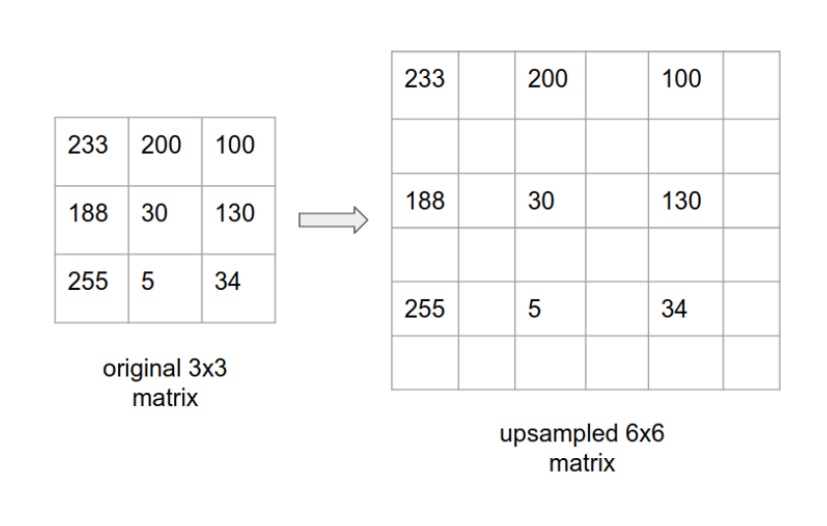 233 200 100
188 30 130
255 5 34
original 3x3
matrix
233 200 100
188 30 130
255 5 34
upsampled 6x6
matrix